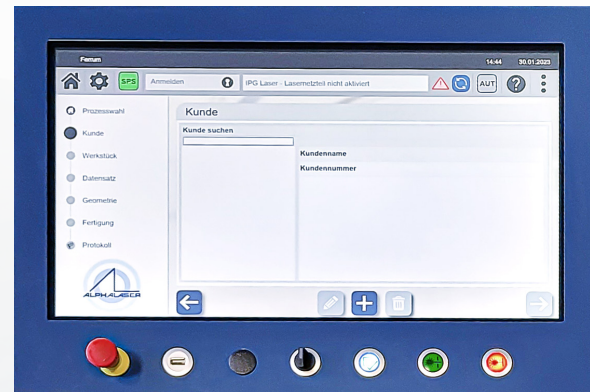 Ferrum
14:44 30.01.2023
SPS
Anmelden
IPG Laser - Lasernetzteil nicht aktiviert
AUT
?
Prozesswahl
Kunde
Werkstück
Datensatz
Geometrie
Fertigung
Protokoll
Kunde
Kunde suchen
Kundenname
Kundennummer
ALPHALASER